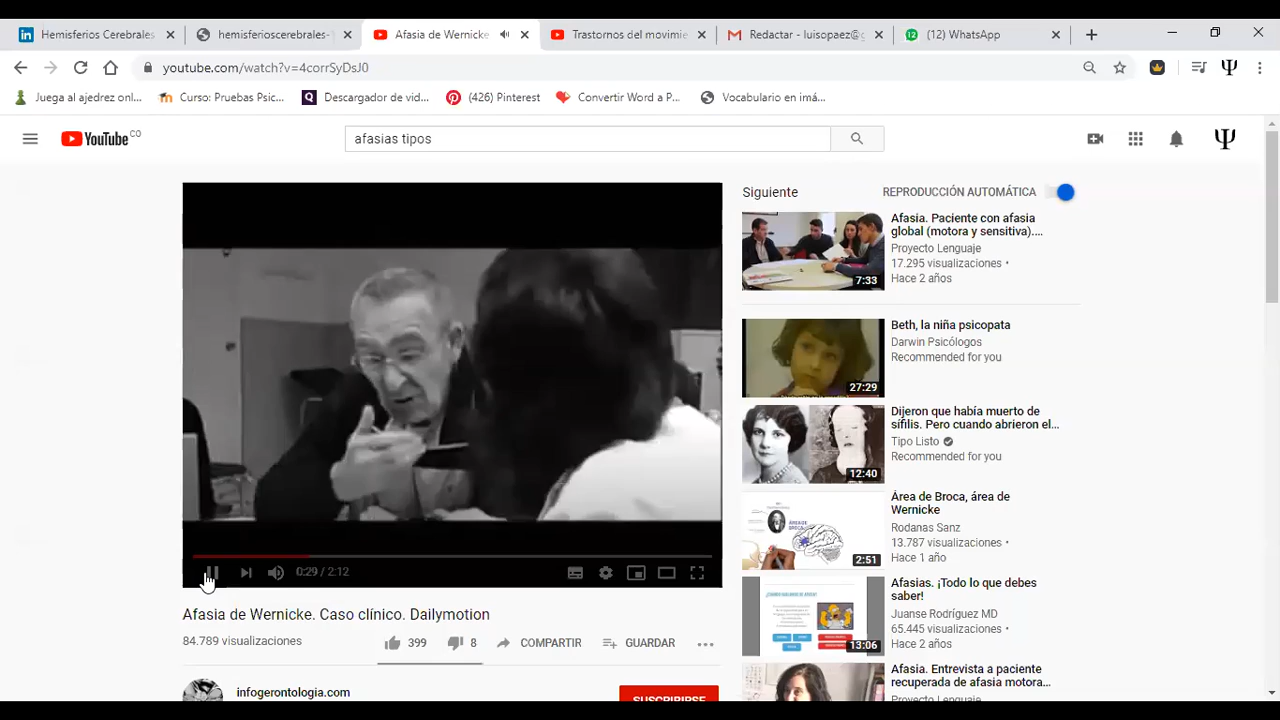 Hemisferios Cerebrales
hemisferioscerebrales-
Afasia de Wernicke
Trastornos del movimie
Redactar - luisopaez@g
(12) WhatsApp
youtube.com/watch?v=4corrSyDsJ0
Juega al ajedrez onl...
Curso: Pruebas Psic...
Descargador de vid...
(426) Pinterest
Convertir Word a P...
Vocabulario en imá...
YouTube CO
afasias tipos
Siguiente
REPRODUCCIÓN AUTOMÁTICA
Afasia. Paciente con afasia
global (motora y sensitiva)....
Proyecto Lenguaje
17.295 visualizaciones •
Hace 2 años
7:33
Beth, la niña psicopata
Darwin Psicólogos
Recommended for you
27:29
Dijeron que había muerto de
sífilis. Pero cuando abrieron el...
Tipo Listo
Recommended for you
12:40
Área de Broca, área de
Wernicke
Rodanas Sanz
13.787 visualizaciones •
Hace 1 año
2:51
Afasias. ¡Todo lo que debes
saber!
Juanse Rodríguez MD
65.445 visualizaciones •
Hace 2 años
13:06
Afasia. Entrevista a paciente
recuperada de afasia motora...
0:29 / 2:12
Afasia de Wernicke. Caso clínico. Dailymotion
84.789 visualizaciones
399
8
COMPARTIR
GUARDAR
infogerontologia.com
SUSCRIBIRSE
Proyecto Lenguaje